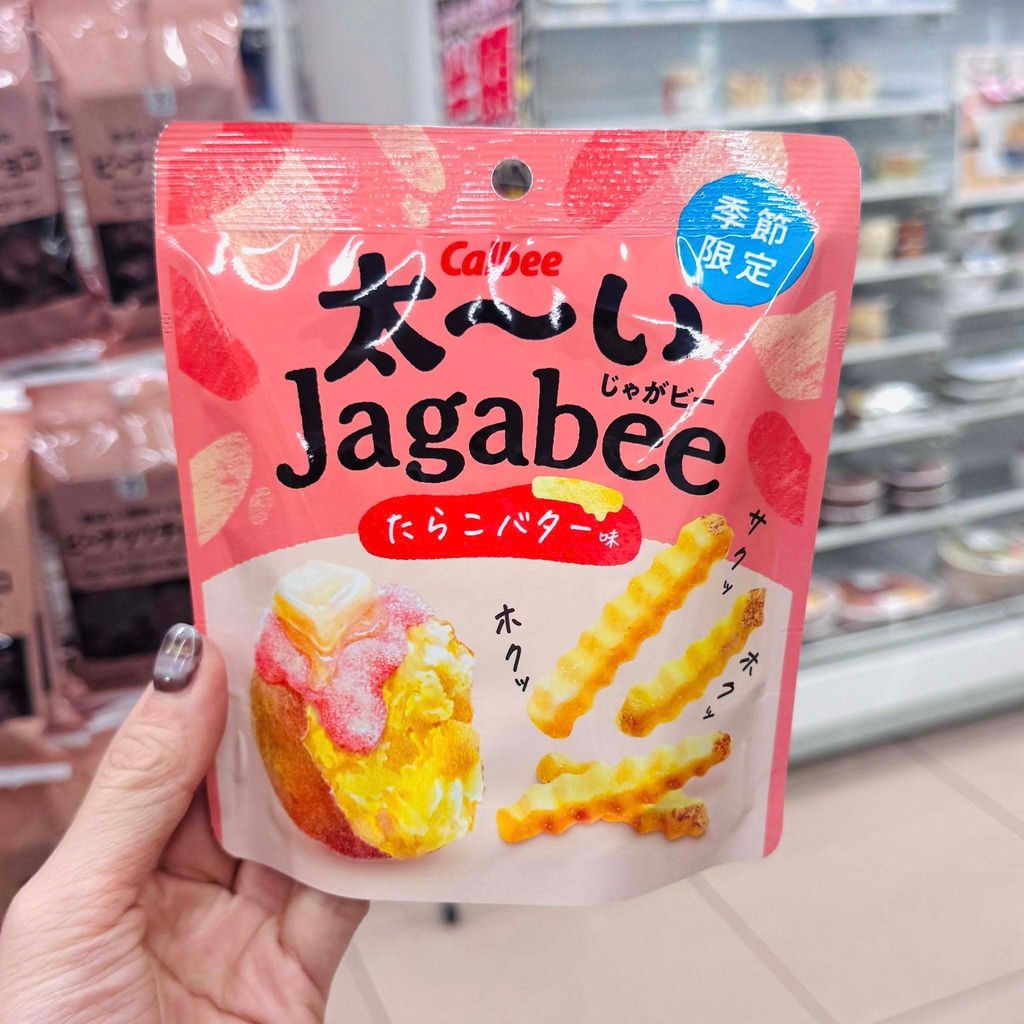 季節
限定
Calbee
太〜い
じゃがビー
Jagabee
たらこバター味
サクッ
ホクッ
ホクッ